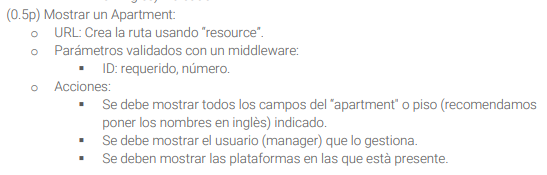 (0.5p) Mostrar un Apartment:
o URL: Crea la ruta usando “resource”.
o Parámetros validados con un middleware:
▪ ID: requerido, número.
o Acciones:
▪ Se debe mostrar todos los campos del “apartment” o piso (recomendamos
poner los nombres en inglès) indicado.
▪ Se debe mostrar el usuario (manager) que lo gestiona.
▪ Se deben mostrar las plataformas en las que està presente.